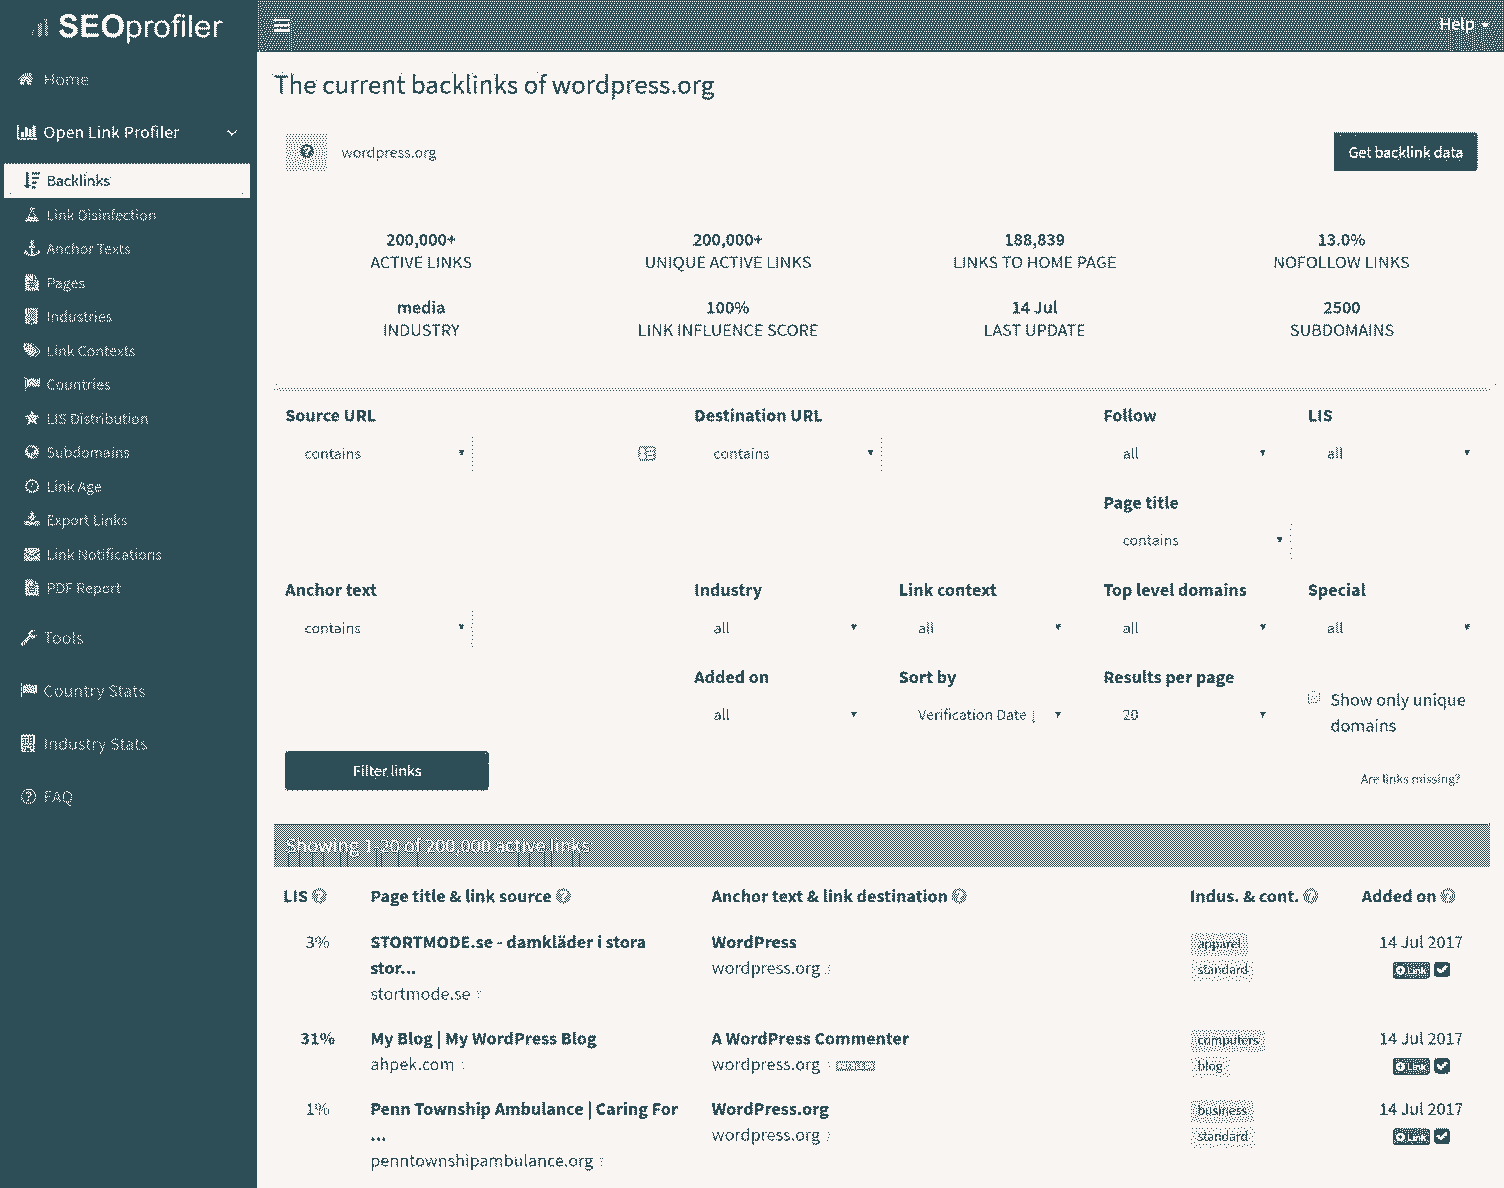 SEOprofiler
Help
Home
Open Link Profiler
Backlinks
Link Disinfection
Anchor Texts
Pages
Industries
Link Contexts
Countries
LIS Distribution
Subdomains
Link Age
Export Links
Link Notifications
PDF Report
Tools
Country Stats
Industry Stats
FAQ
The current backlinks of wordpress.org
wordpress.org
Get backlink data
200,000+ 200,000+ 188,839 13.0%
ACTIVE LINKS UNIQUE ACTIVE LINKS LINKS TO HOME PAGE NOFOLLOW LINKS
media 100% 14 Jul 2500
INDUSTRY LINK INFLUENCE SCORE LAST UPDATE SUBDOMAINS
Source URL Destination URL Follow LIS
contains contains all all
Page title
contains
Anchor text Industry Link context Top level domains Special
contains all all all all
Added on Sort by Results per page
all Verification Date 20 Show only unique
domains
Filter links
Are links missing?
Showing 1-20 of 200,000 active links
LIS Page title & link source Anchor text & link destination Indus. & cont. Added on
3% STORTMODE.se - damkläder i stora WordPress apparel 14 Jul 2017
stor... wordpress.org standard Link
stortmode.se
31% My Blog | My WordPress Blog A WordPress Commenter computers 14 Jul 2017
ahpek.com wordpress.org blog Link
1% Penn Township Ambulance | Caring For WordPress.org business 14 Jul 2017
... wordpress.org standard Link
penntownshipambulance.org